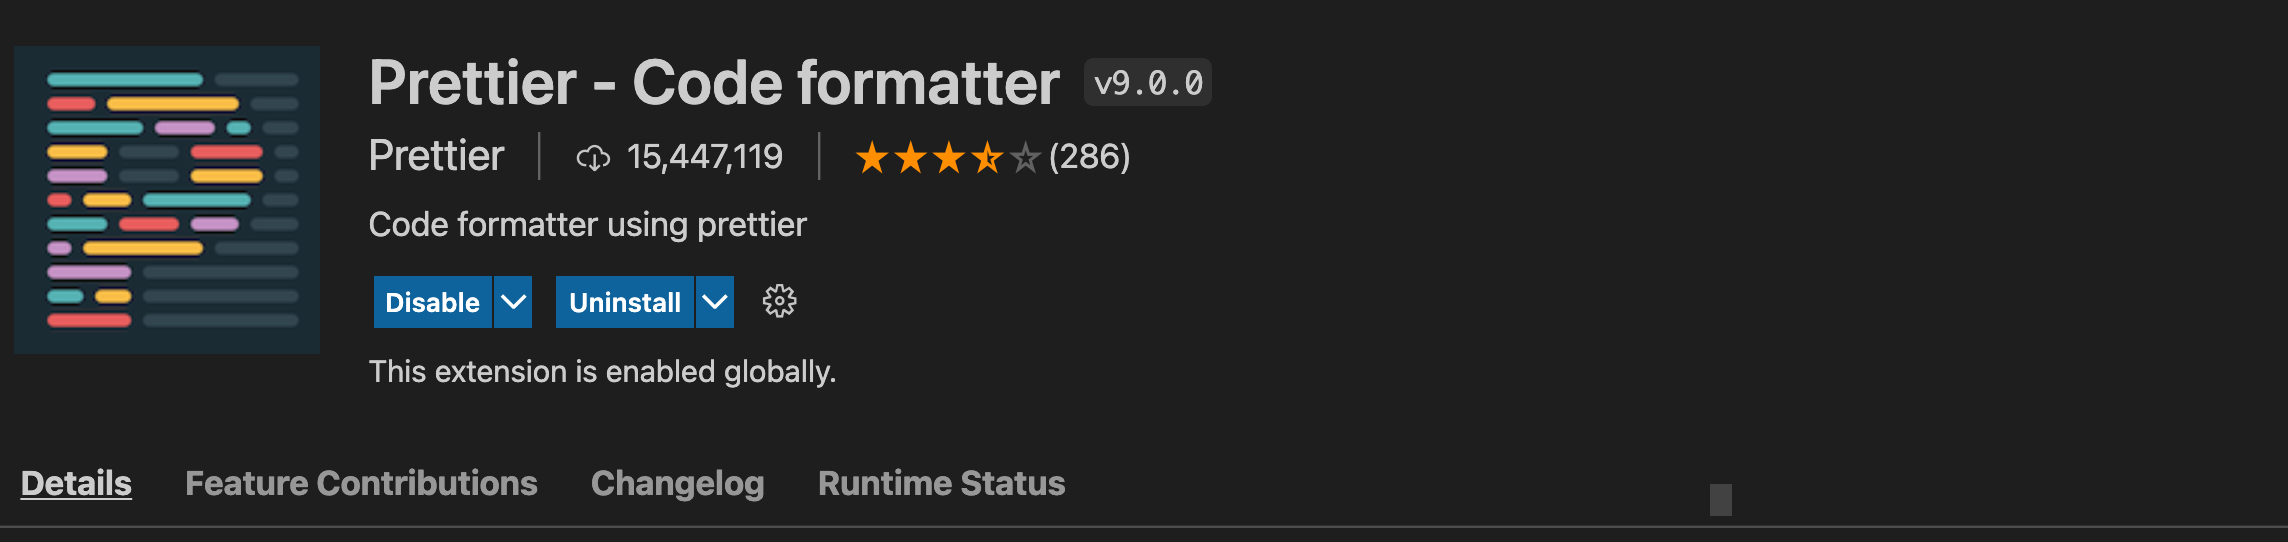 Prettier - Code formatter v9.0.0
Prettier 15,447,119 (286)
Code formatter using prettier
Disable Uninstall
This extension is enabled globally.
Details Feature Contributions Changelog Runtime Status